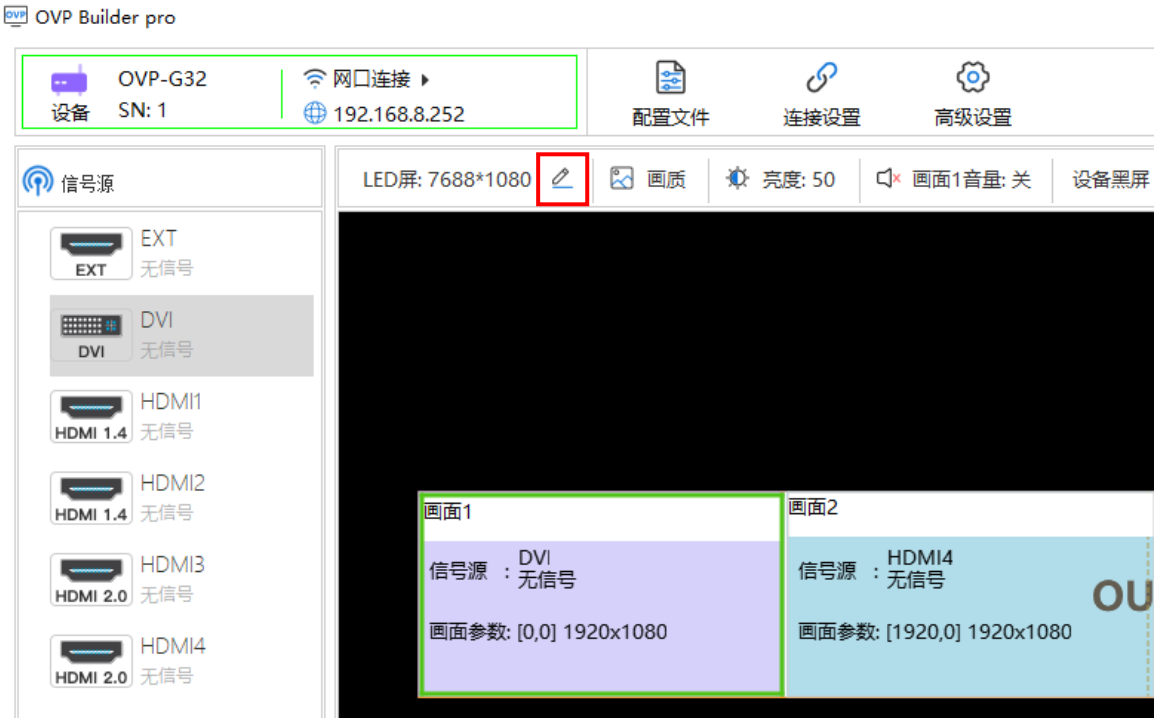 OVP OVP Builder pro
OVP-G32
网口连接
设备
SN: 1
192.168.8.252
配置文件
连接设置
高级设置
信号源
LED屏: 7688*1080
画质
亮度: 50
画面1音量: 关
设备黑屏
EXT
EXT
无信号
DVI
DVI
无信号
HDMI1
HDMI 1.4
无信号
HDMI2
HDMI 1.4
无信号
HDMI3
HDMI 2.0
无信号
HDMI4
HDMI 2.0
无信号
画面1
信号源 : DVI
无信号
画面参数: [0,0] 1920x1080
画面2
信号源 : HDMI4
无信号
OU
画面参数: [1920,0] 1920x1080